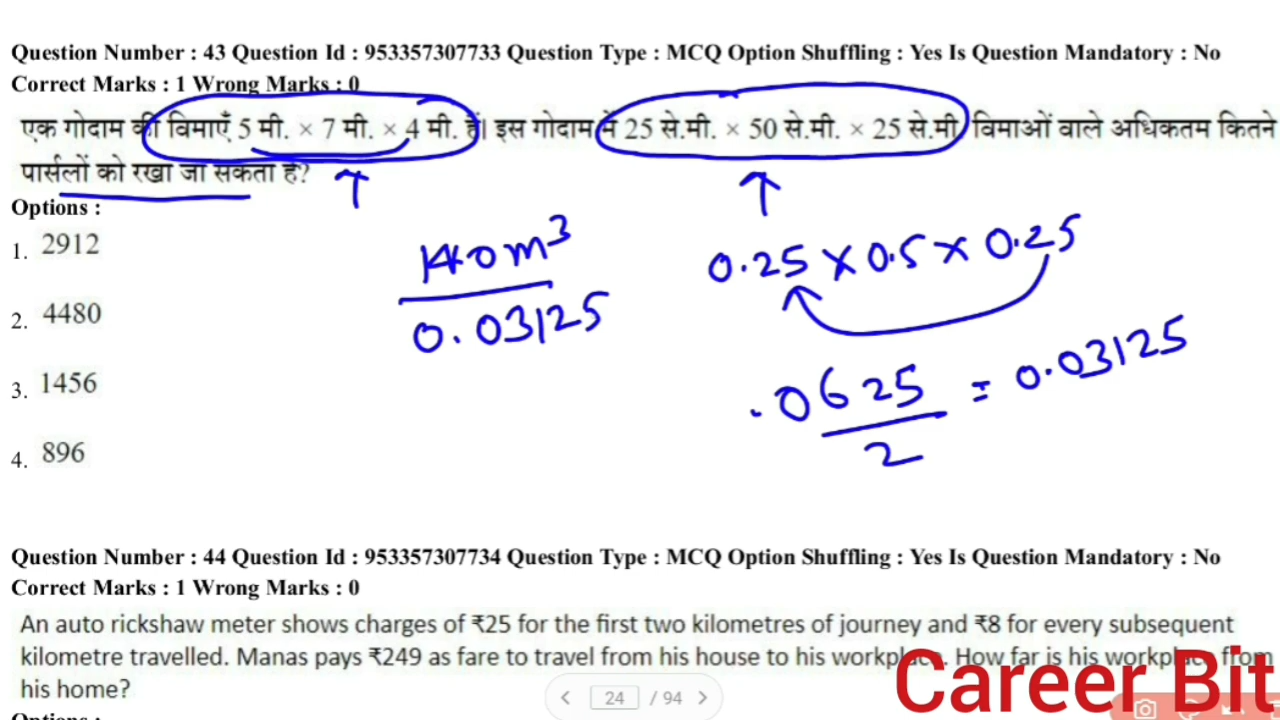 Question Number : 43 Question Id : 953357307733 Question Type : MCQ Option Shuffling : Yes Is Question Mandatory : No
Correct Marks : 1 Wrong Marks : 0
एक गोदाम की विमाएँ 5 मी. × 7 मी. × 4 मी. हैं। इस गोदाम में 25 से.मी. × 50 से.मी. × 25 से.मी. विमाओं वाले अधिकतम कितने
पार्सलों को रखा जा सकता है?
Options :
1. 2912
2. 4480
3. 1456
4. 896
140m³
0.03125
0.25 × 0.5 × 0.25
.0625 = 0.03125
2
Question Number : 44 Question Id : 953357307734 Question Type : MCQ Option Shuffling : Yes Is Question Mandatory : No
Correct Marks : 1 Wrong Marks : 0
An auto rickshaw meter shows charges of ₹25 for the first two kilometres of journey and ₹8 for every subsequent
kilometre travelled. Manas pays ₹249 as fare to travel from his house to his workplace. How far is his workplace from
his home?
24 / 94
Career Bit
Options :